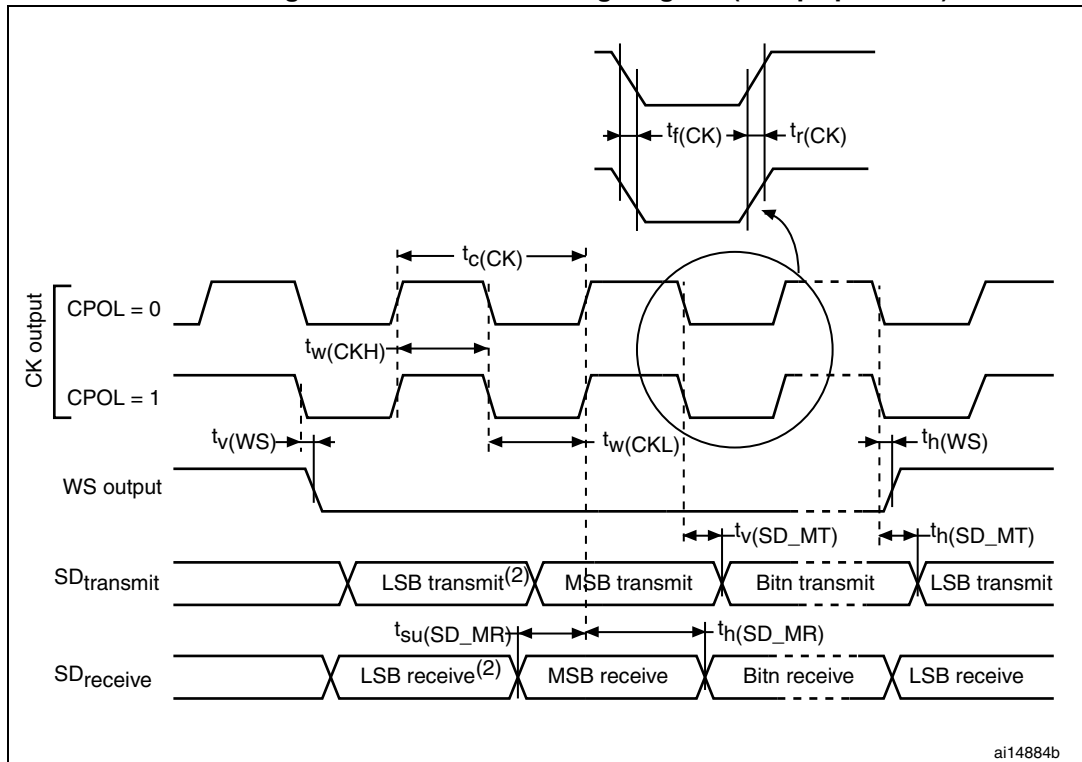 tf(CK)
tr(CK)
tc(CK)
CK output
CPOL = 0
tw(CKH)
CPOL = 1
tv(WS)
tw(CKL)
th(WS)
WS output
tv(SD_MT)
th(SD_MT)
SDtransmit
LSB transmit(2)
MSB transmit
Bitn transmit
LSB transmit
tsu(SD_MR)
th(SD_MR)
SDreceive
LSB receive(2)
MSB receive
Bitn receive
LSB receive
ai14884b